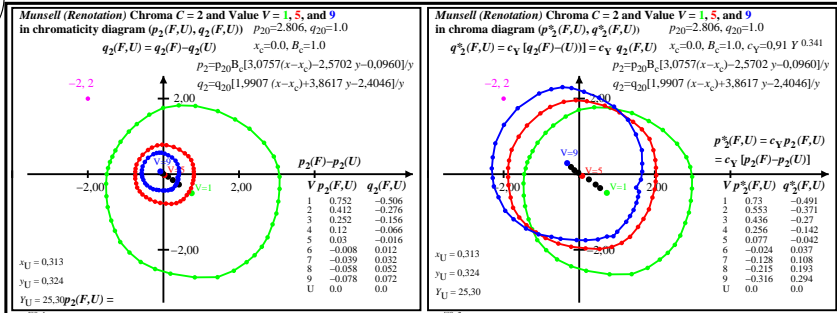 Munsell (Renotation) Chroma C = 2 and Value V = 1, 5, and 9
in chromaticity diagram (p2(F,U), q2(F,U)) p20=2.806, q20=1.0
q2(F,U) = q2(F)−q2(U) xc=0.0, Bc=1.0
p2=p20Bc[3,0757(x−xc)−2,5702 y−0,0960]/y
q2=q20[1,9907 (x−xc)+3,8617 y−2,4046]/y
−2, 2
2,00
V=9
V=5
V=1
−2,00
2,00
−2,00
p2(F)−p2(U)
V p2(F,U) q2(F,U)
1 0.752 −0.506
2 0.412 −0.276
3 0.252 −0.156
4 0.12 −0.066
5 0.03 −0.016
6 −0.008 0.012
7 −0.039 0.032
8 −0.058 0.052
9 −0.078 0.072
U 0.0 0.0
xU = 0,313
yU = 0,324
YU = 25,30
p2(F,U) =
Munsell (Renotation) Chroma C = 2 and Value V = 1, 5, and 9
in chroma diagram (p*2(F,U), q*2(F,U)) p20=2.806, q20=1.0
q*2(F,U) = cY [q2(F)−(U))] = cY q2(F,U) xc=0.0, Bc=1.0, cY=0,91 Y 0.341
p2=p20Bc[3,0757(x−xc)−2,5702 y−0,0960]/y
q2=q20[1,9907 (x−xc)+3,8617 y−2,4046]/y
−2, 2
2,00
V=9
V=5
V=1
−2,00
2,00
−2,00
p*2(F,U) = cY p2(F,U)
= cY [p2(F)−p2(U)]
V p*2(F,U) q*2(F,U)
1 0.73 −0.491
2 0.553 −0.371
3 0.436 −0.27
4 0.256 −0.142
5 0.077 −0.042
6 −0.024 0.037
7 −0.128 0.108
8 −0.215 0.193
9 −0.316 0.294
U 0.0 0.0
xU = 0,313
yU = 0,324
YU = 25,30